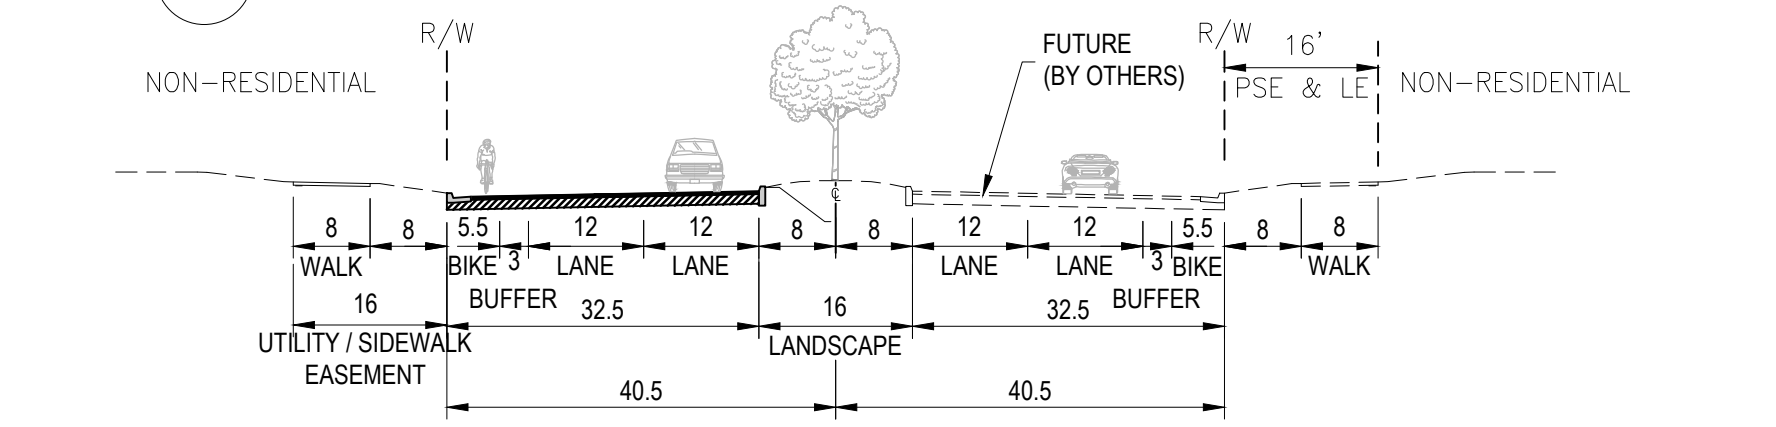 R/W
R/W
FUTURE
(BY OTHERS)
16'
NON-RESIDENTIAL
PSE & LE
NON-RESIDENTIAL
℄
8
8
5.5
3
12
12
8
8
12
12
3
5.5
8
8
WALK
BIKE
LANE
LANE
LANE
LANE
BIKE
WALK
BUFFER
BUFFER
16
32.5
16
32.5
UTILITY / SIDEWALK
EASEMENT
LANDSCAPE
40.5
40.5